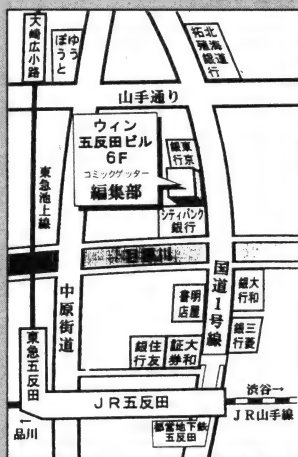 大崎広小路
ゆうぽうと
北海道拓殖銀行
山手通り
ウィン
五反田ビル
6F
コミックゲッター
編集部
東京銀行
シティバンク
銀行
東急池上線
目黒川
中原街道
国道1号線
明屋書店
大和銀行
三菱銀行
住友銀行
大和証券
東急五反田
JR五反田
渋谷→
JR山手線
←品川
都営地下鉄
五反田